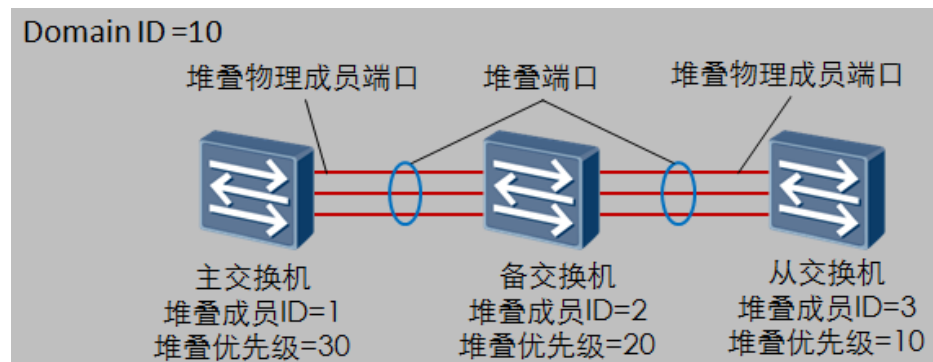 Domain ID =10
堆叠物理成员端口
堆叠端口
堆叠物理成员端口
主交换机
堆叠成员ID=1
堆叠优先级=30
备交换机
堆叠成员ID=2
堆叠优先级=20
从交换机
堆叠成员ID=3
堆叠优先级=10